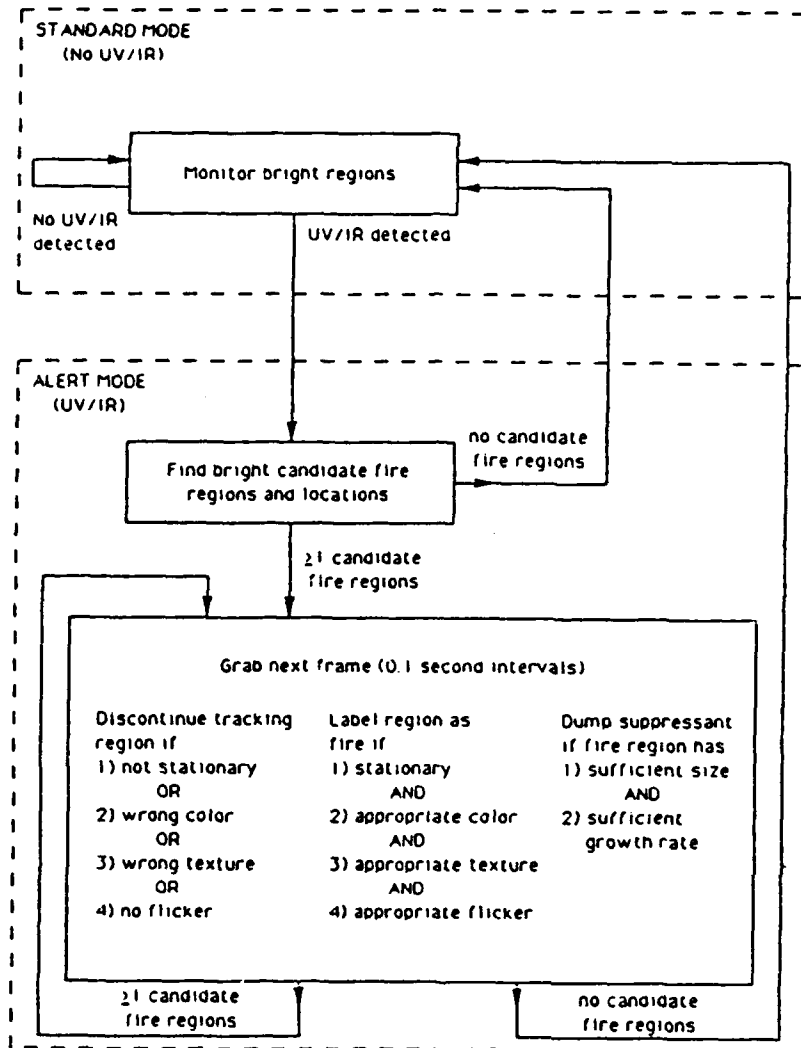 STANDARD MODE
(No UV/IR)
Monitor bright regions
No UV/IR
detected
UV/IR detected
ALERT MODE
(UV/IR)
no candidate
fire regions
Find bright candidate fire
regions and locations
≥1 candidate
fire regions
Grab next frame (0.1 second intervals)
Discontinue tracking
region if
1) not stationary
OR
2) wrong color
OR
3) wrong texture
OR
4) no flicker
Label region as
fire if
1) stationary
AND
2) appropriate color
AND
3) appropriate texture
AND
4) appropriate flicker
Dump suppressant
if fire region has
1) sufficient size
AND
2) sufficient
growth rate
≥1 candidate
fire regions
no candidate
fire regions